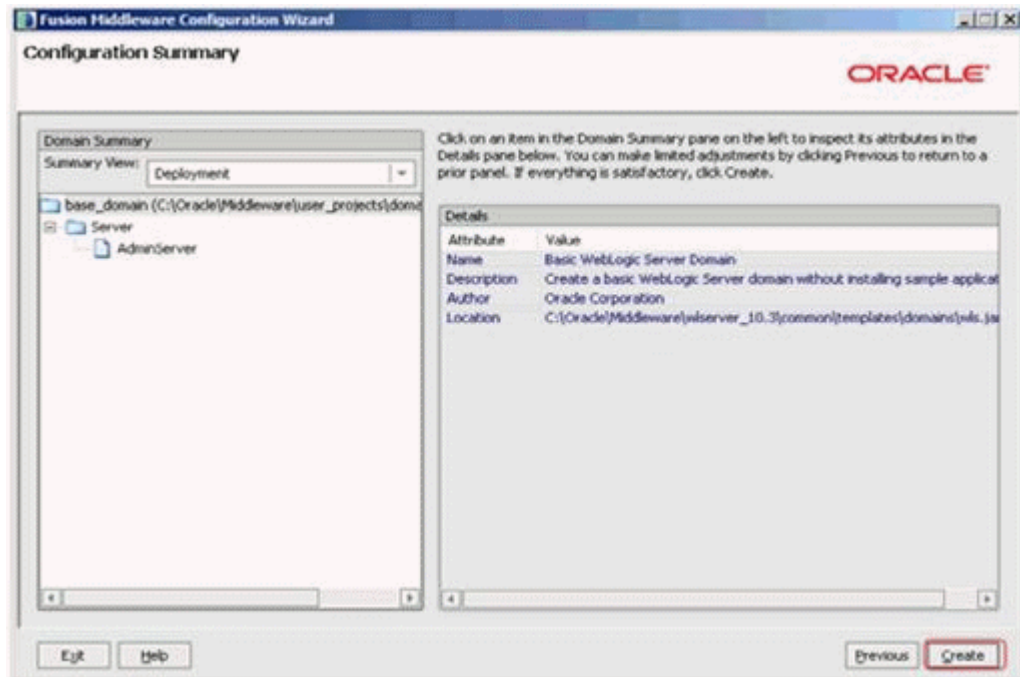 Fusion Middleware Configuration Wizard
Configuration Summary
ORACLE
Domain Summary
Summary View:
Deployment
base_domain (C:\Oracle\Middleware\user_projects\doma
Server
AdminServer
Click on an item in the Domain Summary pane on the left to inspect its attributes in the
Details pane below. You can make limited adjustments by clicking Previous to return to a
prior panel. If everything is satisfactory, click Create.
Details
Attribute Value
Name Basic WebLogic Server Domain
Description Create a basic WebLogic Server domain without installing sample applicat
Author Oracle Corporation
Location C:\Oracle\Middleware\wlserver_10.3\common\templates\domains\wls.jar
Exit
Help
Previous
Create